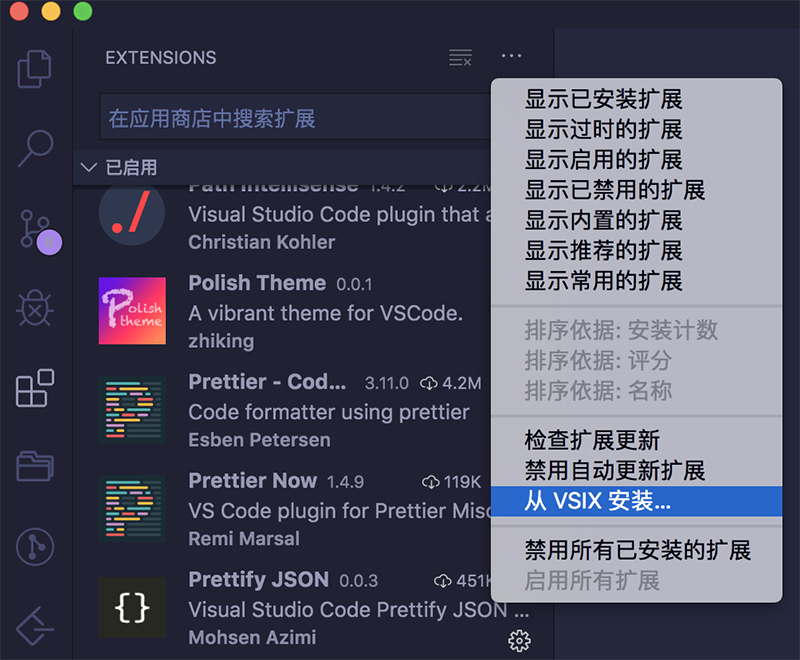 EXTENSIONS
在应用商店中搜索扩展
已启用
Path Intellisense 1.4.2 2.2M
./
Visual Studio Code plugin that a
Christian Kohler
Polish Theme 0.0.1
Polish
theme
A vibrant theme for VSCode.
zhiking
Prettier - Cod... 3.11.0 4.2M
Code formatter using prettier
Esben Petersen
Prettier Now 1.4.9 119K
VS Code plugin for Prettier Misc
Remi Marsal
Prettify JSON 0.0.3 451K
{}
Visual Studio Code Prettify JSON ...
Mohsen Azimi
显示已安装扩展
显示过时的扩展
显示启用的扩展
显示已禁用的扩展
显示内置的扩展
显示推荐的扩展
显示常用的扩展
排序依据: 安装计数
排序依据: 评分
排序依据: 名称
检查扩展更新
禁用自动更新扩展
从 VSIX 安装...
禁用所有已安装的扩展
启用所有扩展